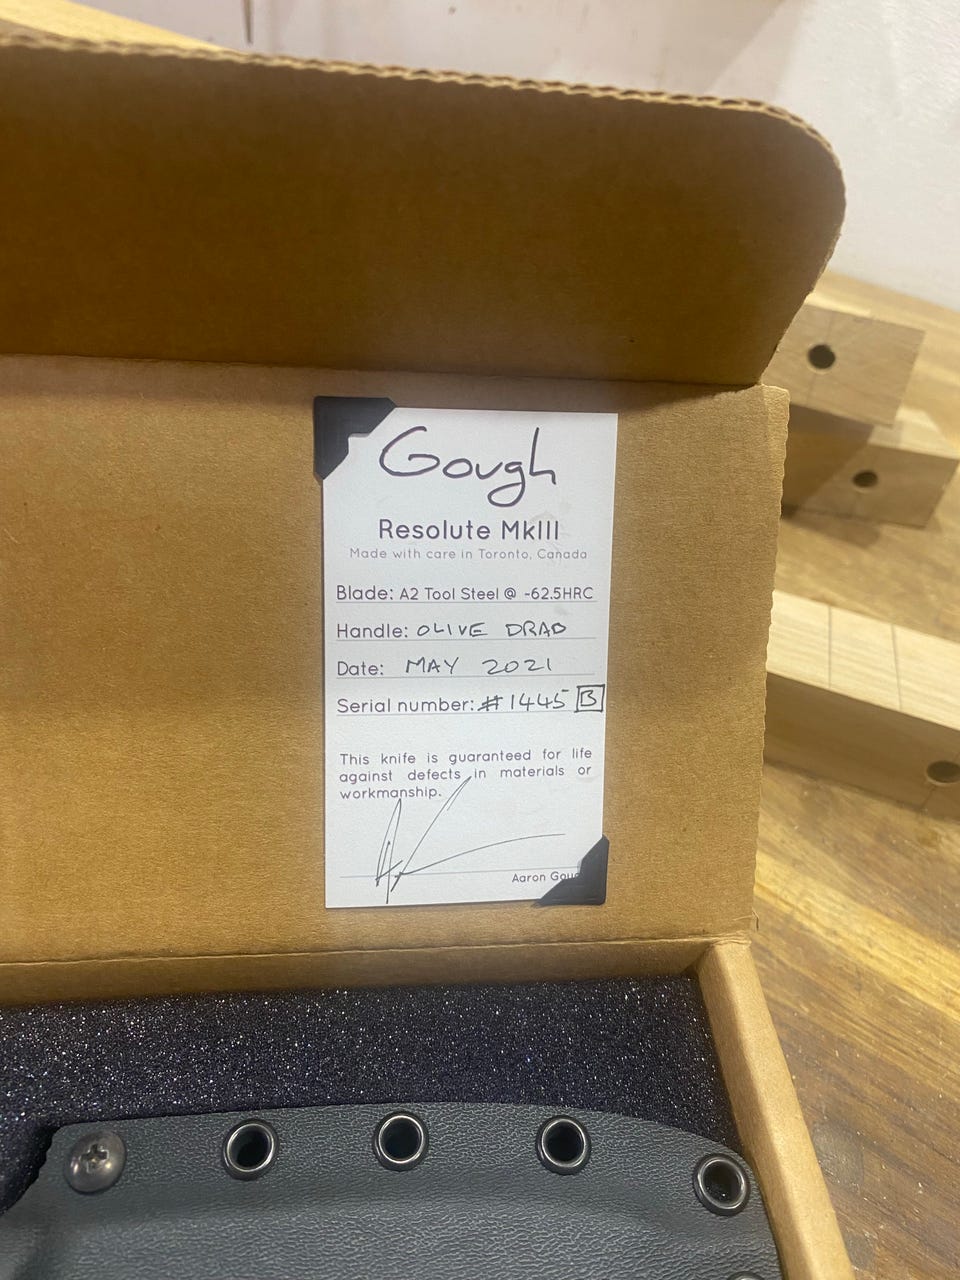 Gough
Resolute MkIII
Made with care in Toronto, Canada
Blade: A2 Tool Steel @ ~62.5HRC
Handle: OLIVE DRAB
Date: MAY 2021
Serial number: #1445 B
This knife is guaranteed for life
against defects in materials or
workmanship.
Aaron